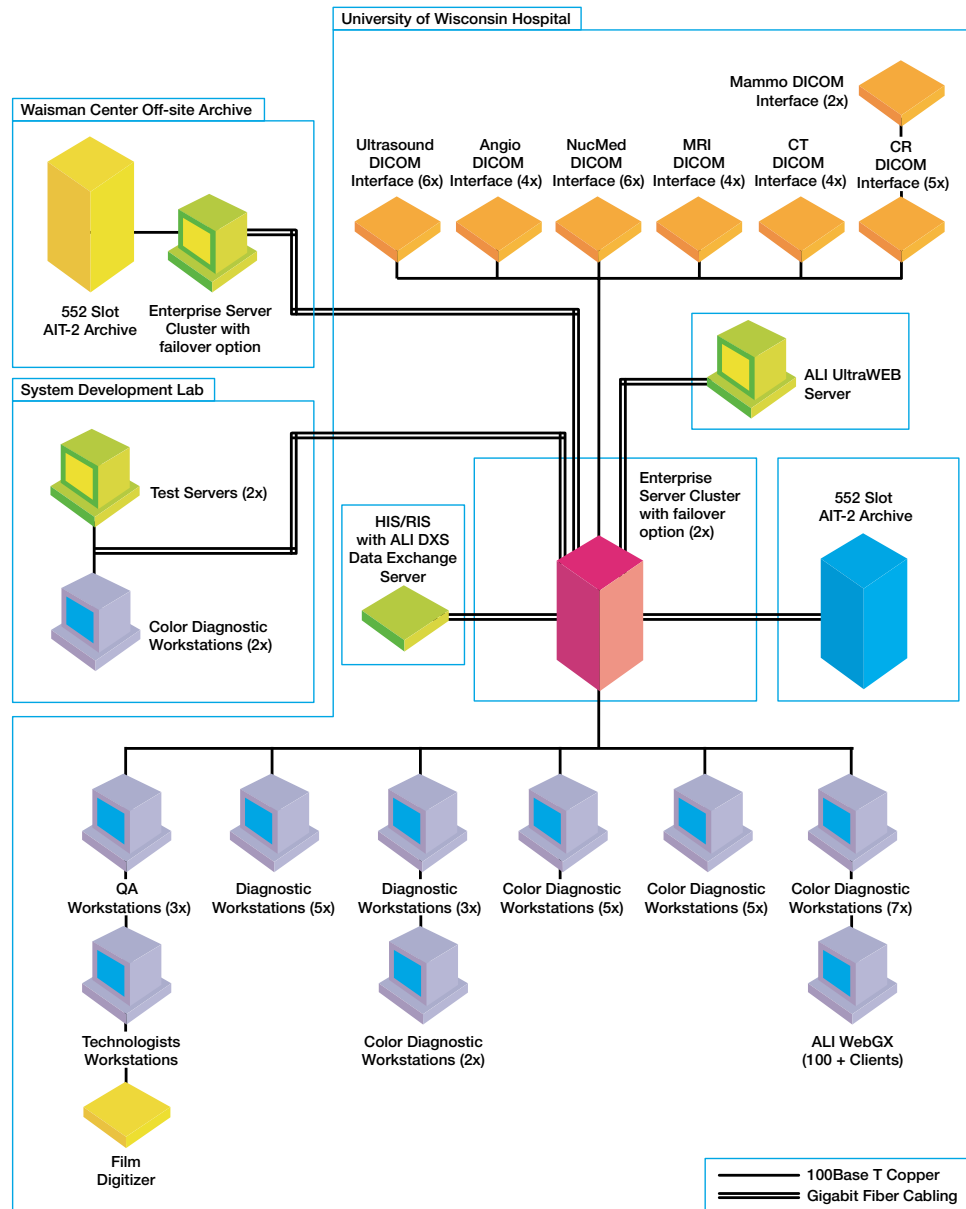 University of Wisconsin Hospital
Mammo DICOM
Interface (2x)
Waisman Center Off-site Archive
Ultrasound
DICOM
Interface (6x)
Angio
DICOM
Interface (4x)
NucMed
DICOM
Interface (6x)
MRI
DICOM
Interface (4x)
CT
DICOM
Interface (4x)
CR
DICOM
Interface (5x)
552 Slot
AIT-2 Archive
Enterprise Server
Cluster with
failover option
ALI UltraWEB
Server
System Development Lab
Test Servers (2x)
Color Diagnostic
Workstations (2x)
HIS/RIS
with ALI DXS
Data Exchange
Server
Enterprise
Server Cluster
with failover
option (2x)
552 Slot
AIT-2 Archive
QA
Workstations (3x)
Diagnostic
Workstations (5x)
Diagnostic
Workstations (3x)
Color Diagnostic
Workstations (5x)
Color Diagnostic
Workstations (5x)
Color Diagnostic
Workstations (7x)
Technologists
Workstations
Color Diagnostic
Workstations (2x)
ALI WebGX
(100 + Clients)
Film
Digitizer
100Base T Copper
Gigabit Fiber Cabling